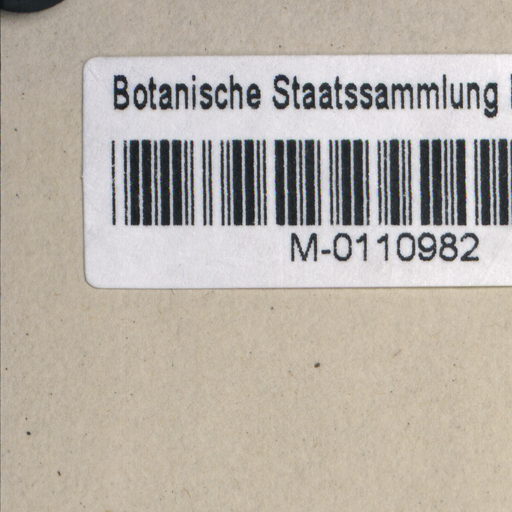 Botanische Staatssammlung
M-0110982